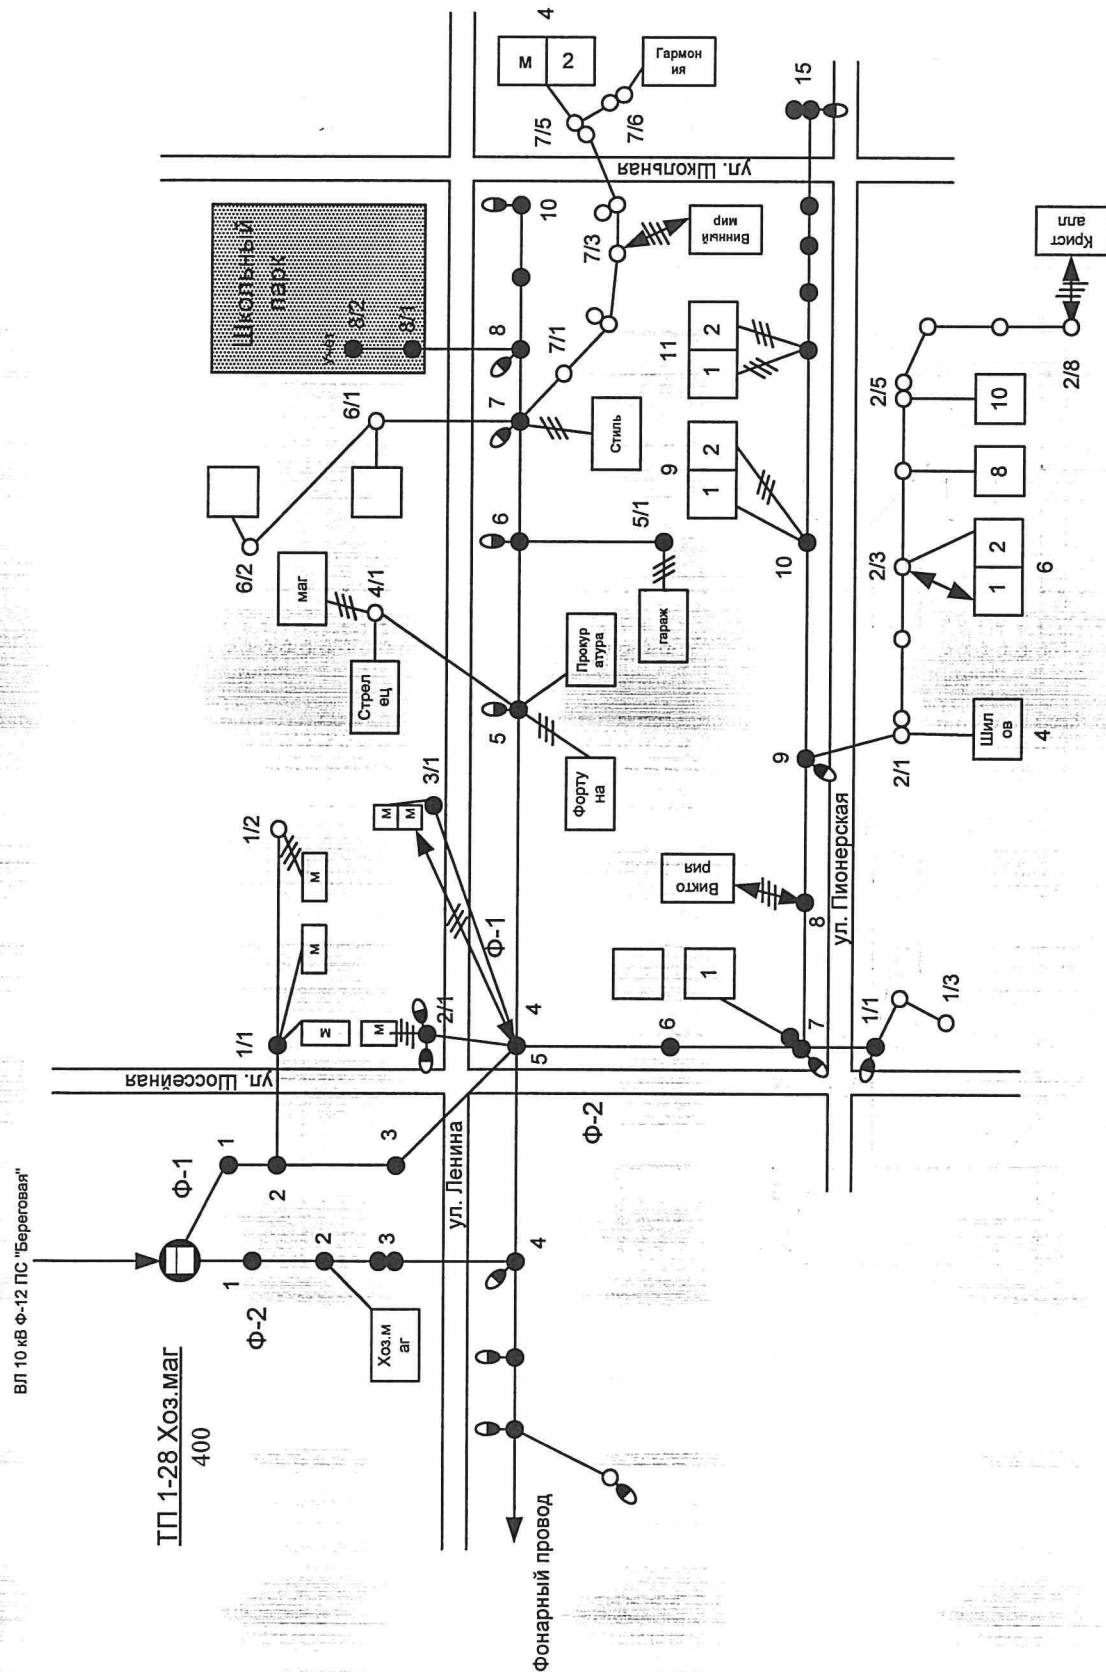 ВЛ 10 кВ Ф-12 ПС "Береговая"
ТП 1-28 Хоз.маг
400
Ф-1
1
2
3
Ф-2
1
2
3
4
Хоз.м
аг
Фонарный провод
ул. Шоссейная
ул. Ленина
Ф-2
1/1
1/2
м
м
м
м
2/1
3/1
м
м
Ф-1
4
5
5
Форту
на
Прокур
атура
4/1
Стрел
ец
маг
6
5/1
гараж
6/1
6/2
7
Стиль
8
8/1
8/2
Учет
Школьный
парк
10
7/1
7/3
Винный
мир
7/5
7/6
м
2
4
Гармон
ия
ул. Школьная
6
1
7
1/1
1/3
8
Викто
рия
ул. Пионерская
9
10
9
1
2
11
1
2
15
2/1
Шил
ов
4
2/3
1
2
6
8
10
2/5
2/8
Крист
алл